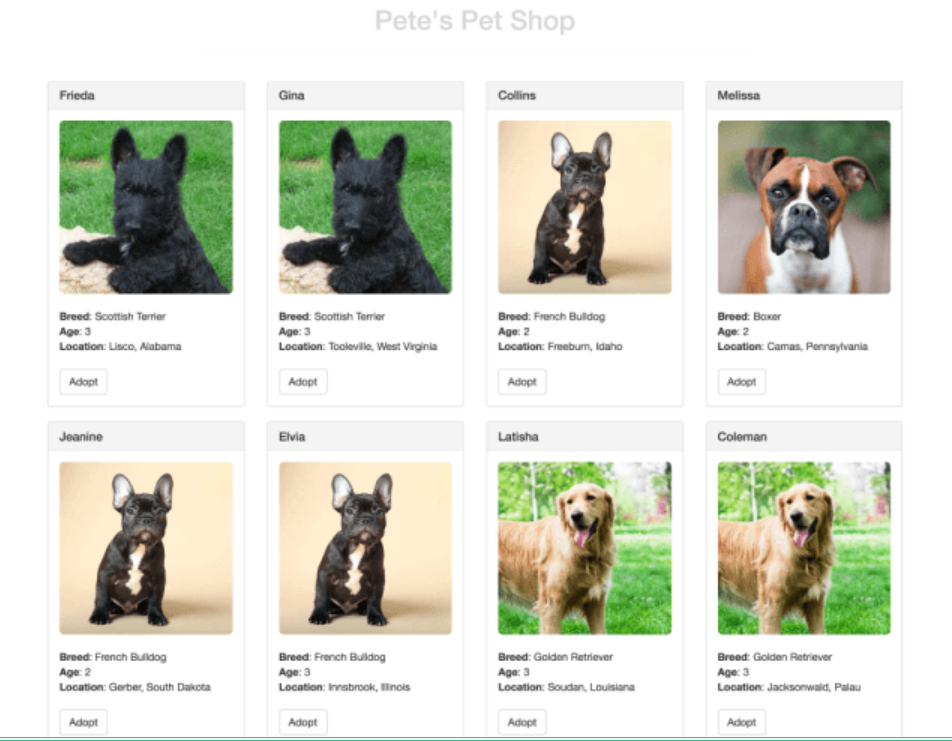 Pete's Pet Shop
Frieda
Gina
Collins
Melissa
Breed: Scottish Terrier
Age: 3
Location: Lisco, Alabama
Adopt
Breed: Scottish Terrier
Age: 3
Location: Tooleville, West Virginia
Adopt
Breed: French Bulldog
Age: 2
Location: Freeburn, Idaho
Adopt
Breed: Boxer
Age: 2
Location: Camas, Pennsylvania
Adopt
Jeanine
Elvia
Latisha
Coleman
Breed: French Bulldog
Age: 2
Location: Gerber, South Dakota
Adopt
Breed: French Bulldog
Age: 3
Location: Innsbrook, Illinois
Adopt
Breed: Golden Retriever
Age: 3
Location: Soudan, Louisiana
Adopt
Breed: Golden Retriever
Age: 3
Location: Jacksonwald, Palau
Adopt